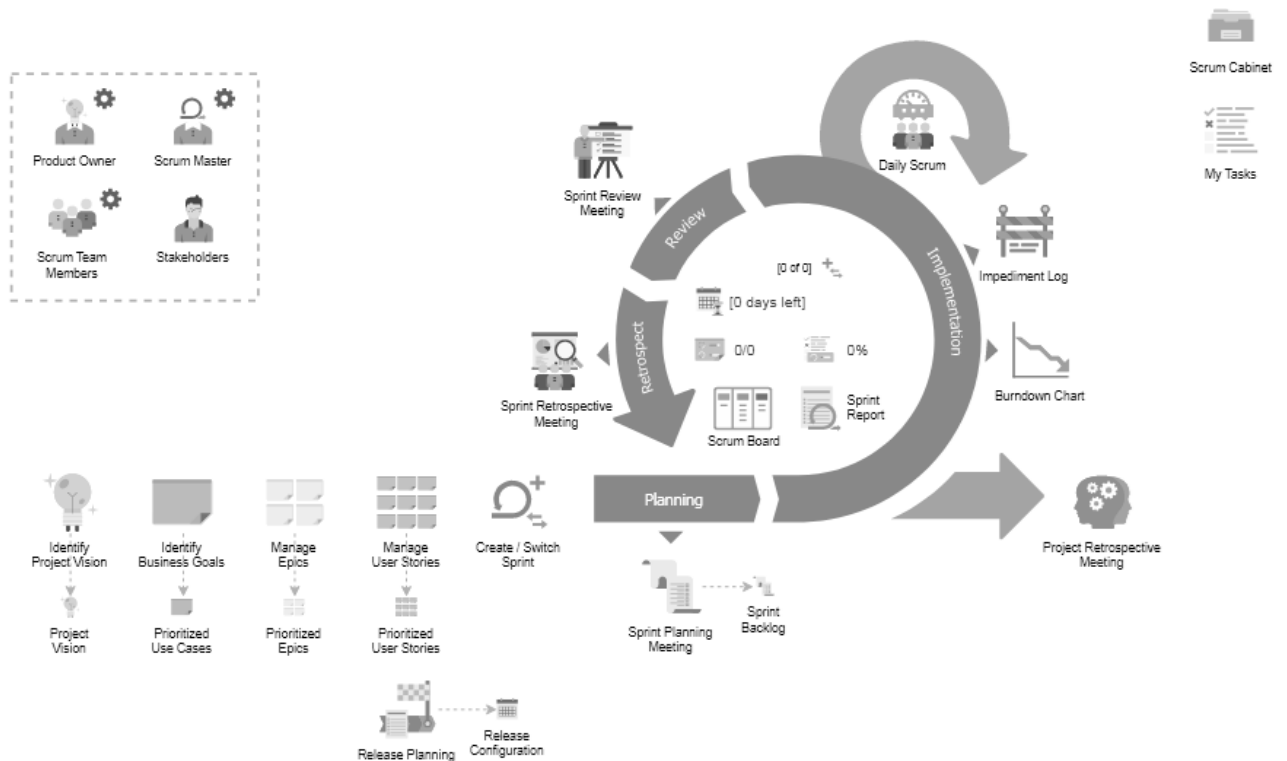 Scrum Cabinet
My Tasks
Product Owner
Scrum Master
Scrum Team
Members
Stakeholders
Sprint Review
Meeting
Daily Scrum
Review
Implementation
Impediment Log
[0 of 0]
[0 days left]
0/0
0%
Retrospect
Sprint Retrospective
Meeting
Scrum Board
Sprint
Report
Burndown Chart
Planning
Identify
Project Vision
Identify
Business Goals
Manage
Epics
Manage
User Stories
Create / Switch
Sprint
Project Retrospective
Meeting
Project
Vision
Prioritized
Use Cases
Prioritized
Epics
Prioritized
User Stories
Sprint Planning
Meeting
Sprint
Backlog
Release Planning
Release
Configuration